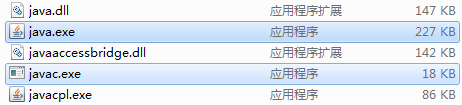 java.dll 应用程序扩展 147 KB
java.exe 应用程序 227 KB
javaaccessbridge.dll 应用程序扩展 142 KB
javac.exe 应用程序 18 KB
javacpl.exe 应用程序 86 KB